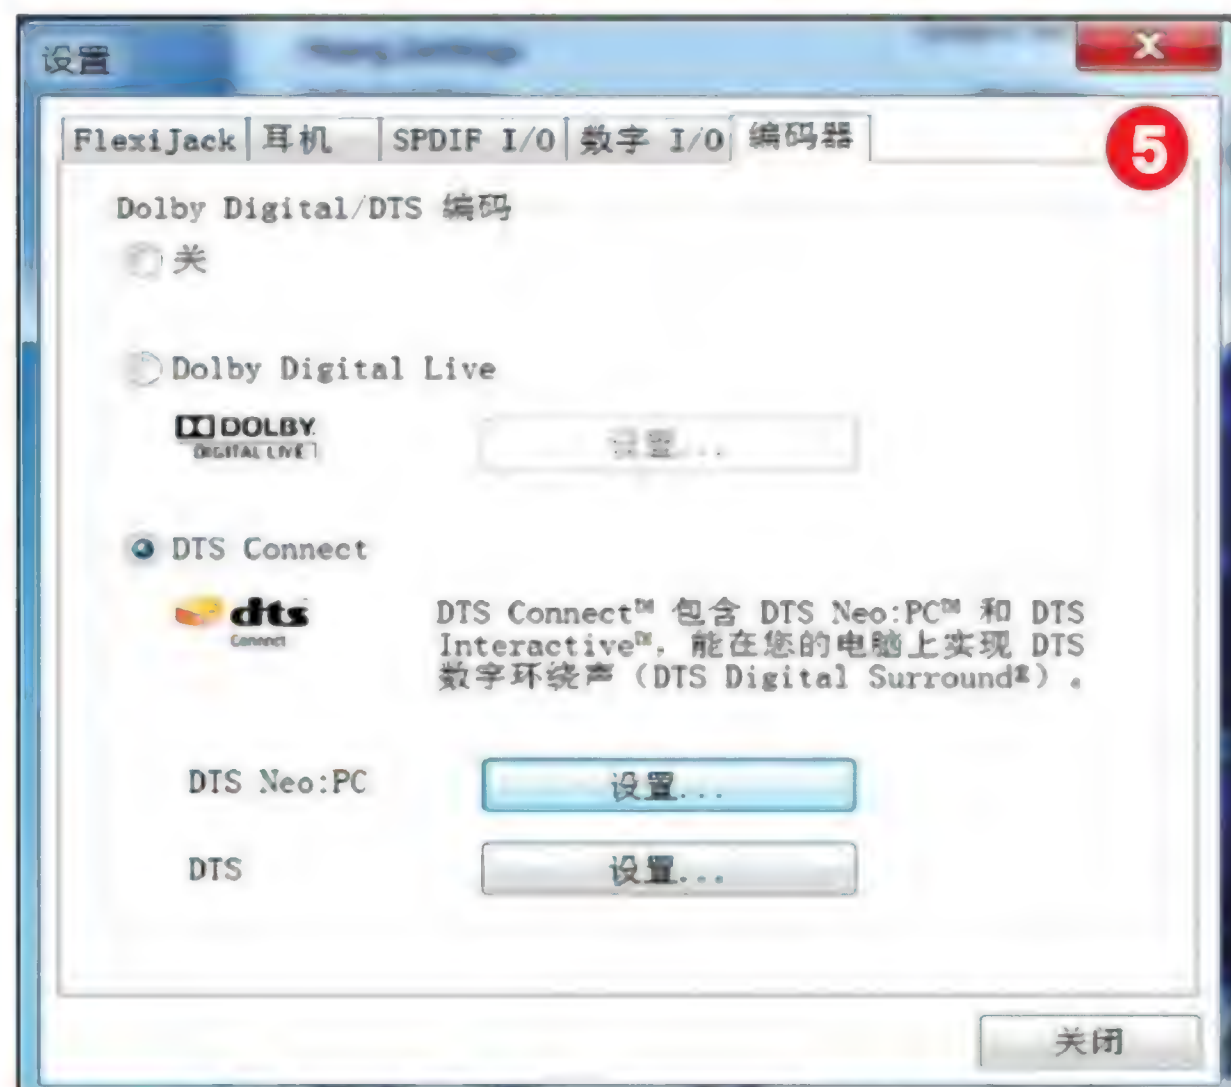 设置
FlexiJack 耳机 SPDIF I/O 数字 I/O 编码器
5
Dolby Digital/DTS 编码
关
Dolby Digital Live
DOLBY
DIGITAL LIVE
设置...
DTS Connect
dts
Connect
DTS Connect™ 包含 DTS Neo:PC™ 和 DTS
Interactive™, 能在您的电脑上实现 DTS
数字环绕声 (DTS Digital Surround®) 。
DTS Neo:PC 设置...
DTS 设置...
关闭